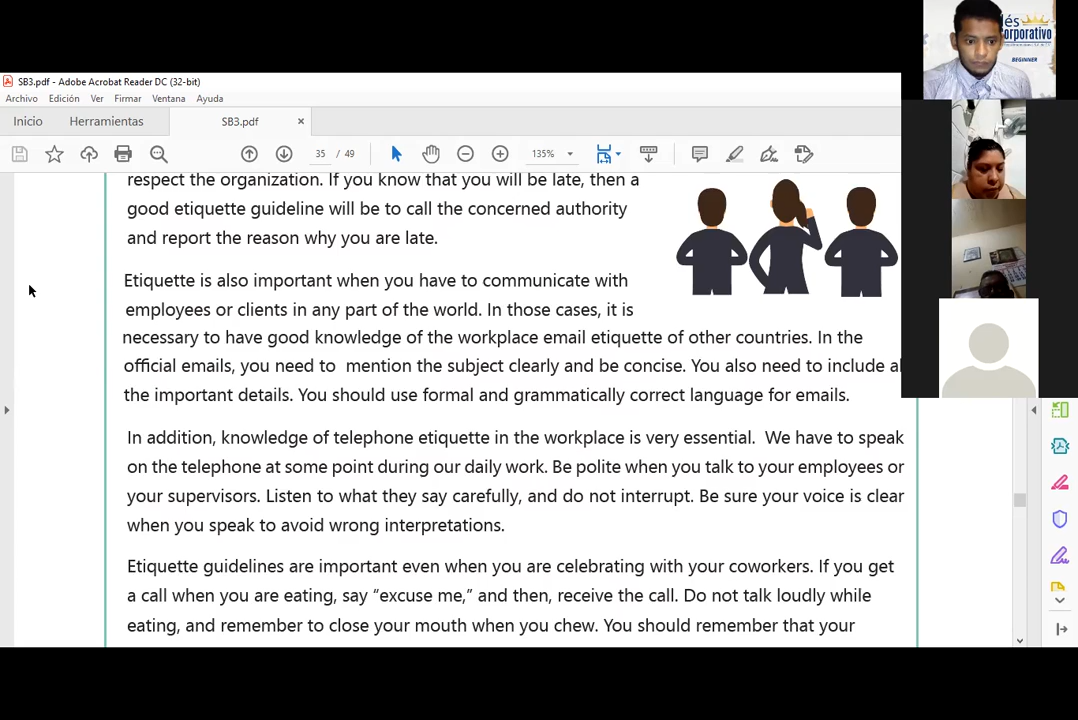 SB3.pdf - Adobe Acrobat Reader DC (32-bit)
Archivo Edición Ver Firmar Ventana Ayuda
Inicio Herramientas SB3.pdf ×
35 / 49 135%
respect the organization. If you know that you will be late, then a
good etiquette guideline will be to call the concerned authority
and report the reason why you are late.
Etiquette is also important when you have to communicate with
employees or clients in any part of the world. In those cases, it is
necessary to have good knowledge of the workplace email etiquette of other countries. In the
official emails, you need to mention the subject clearly and be concise. You also need to include al
the important details. You should use formal and grammatically correct language for emails.
In addition, knowledge of telephone etiquette in the workplace is very essential. We have to speak
on the telephone at some point during our daily work. Be polite when you talk to your employees or
your supervisors. Listen to what they say carefully, and do not interrupt. Be sure your voice is clear
when you speak to avoid wrong interpretations.
Etiquette guidelines are important even when you are celebrating with your coworkers. If you get
a call when you are eating, say “excuse me,” and then, receive the call. Do not talk loudly while
eating, and remember to close your mouth when you chew. You should remember that your
lés
orporativo
BEGINNER